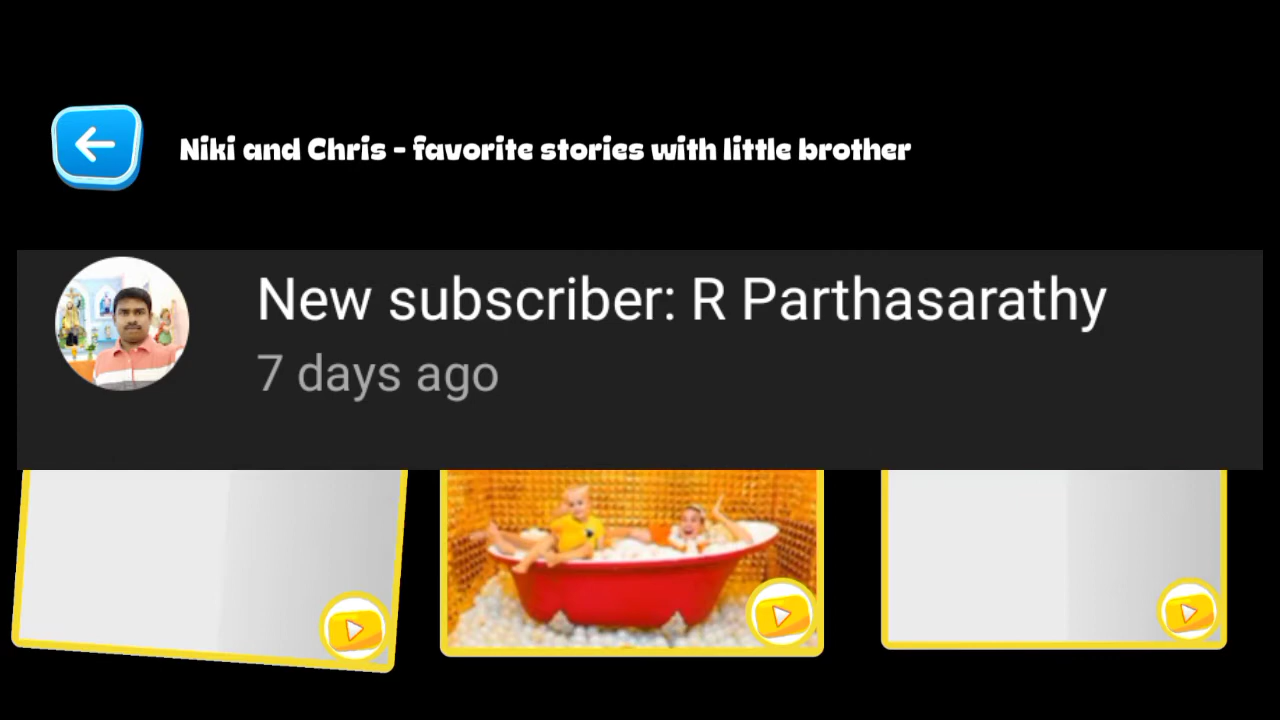 Niki and Chris - favorite stories with little brother
New subscriber: R Parthasarathy
7 days ago